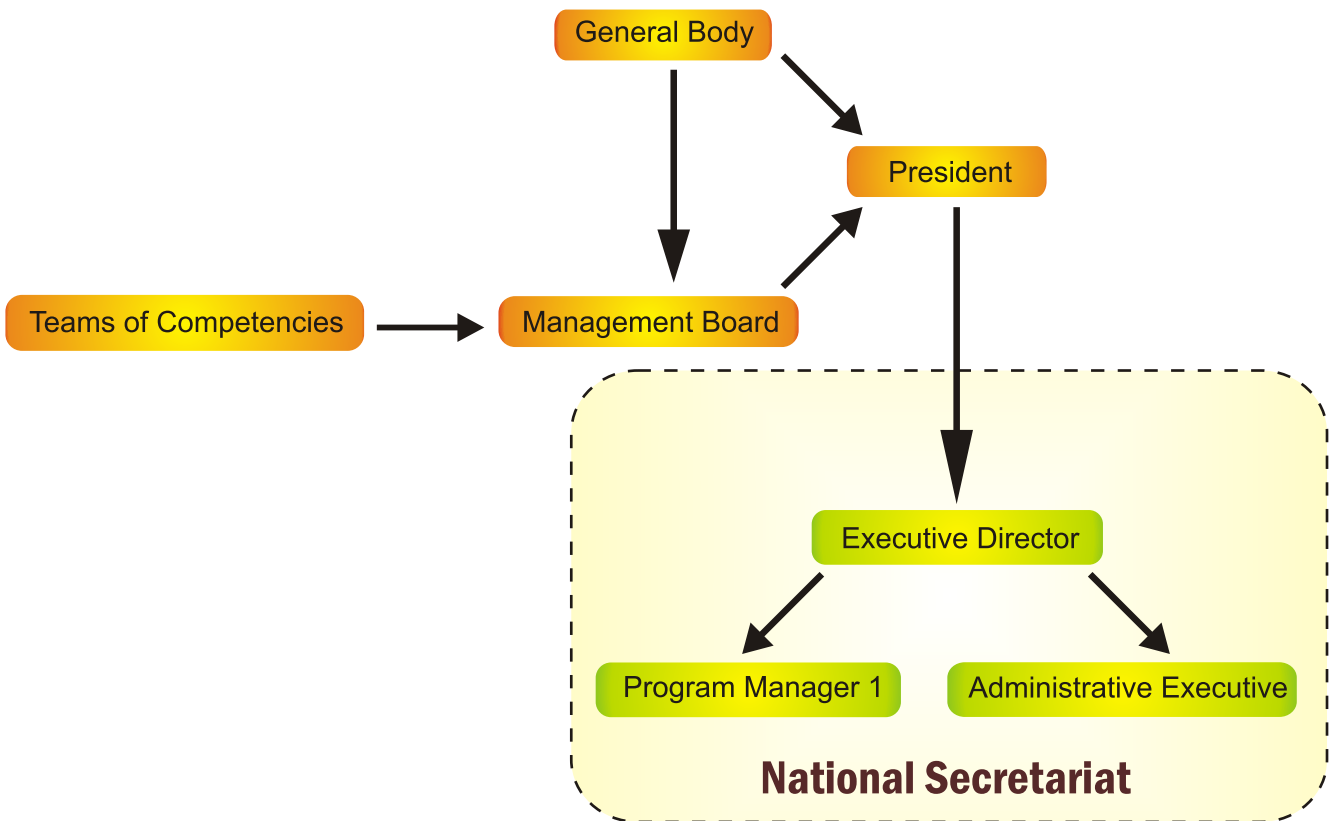 General Body
President
Teams of Competencies
Management Board
Executive Director
Program Manager 1
Administrative Executive
National Secretariat